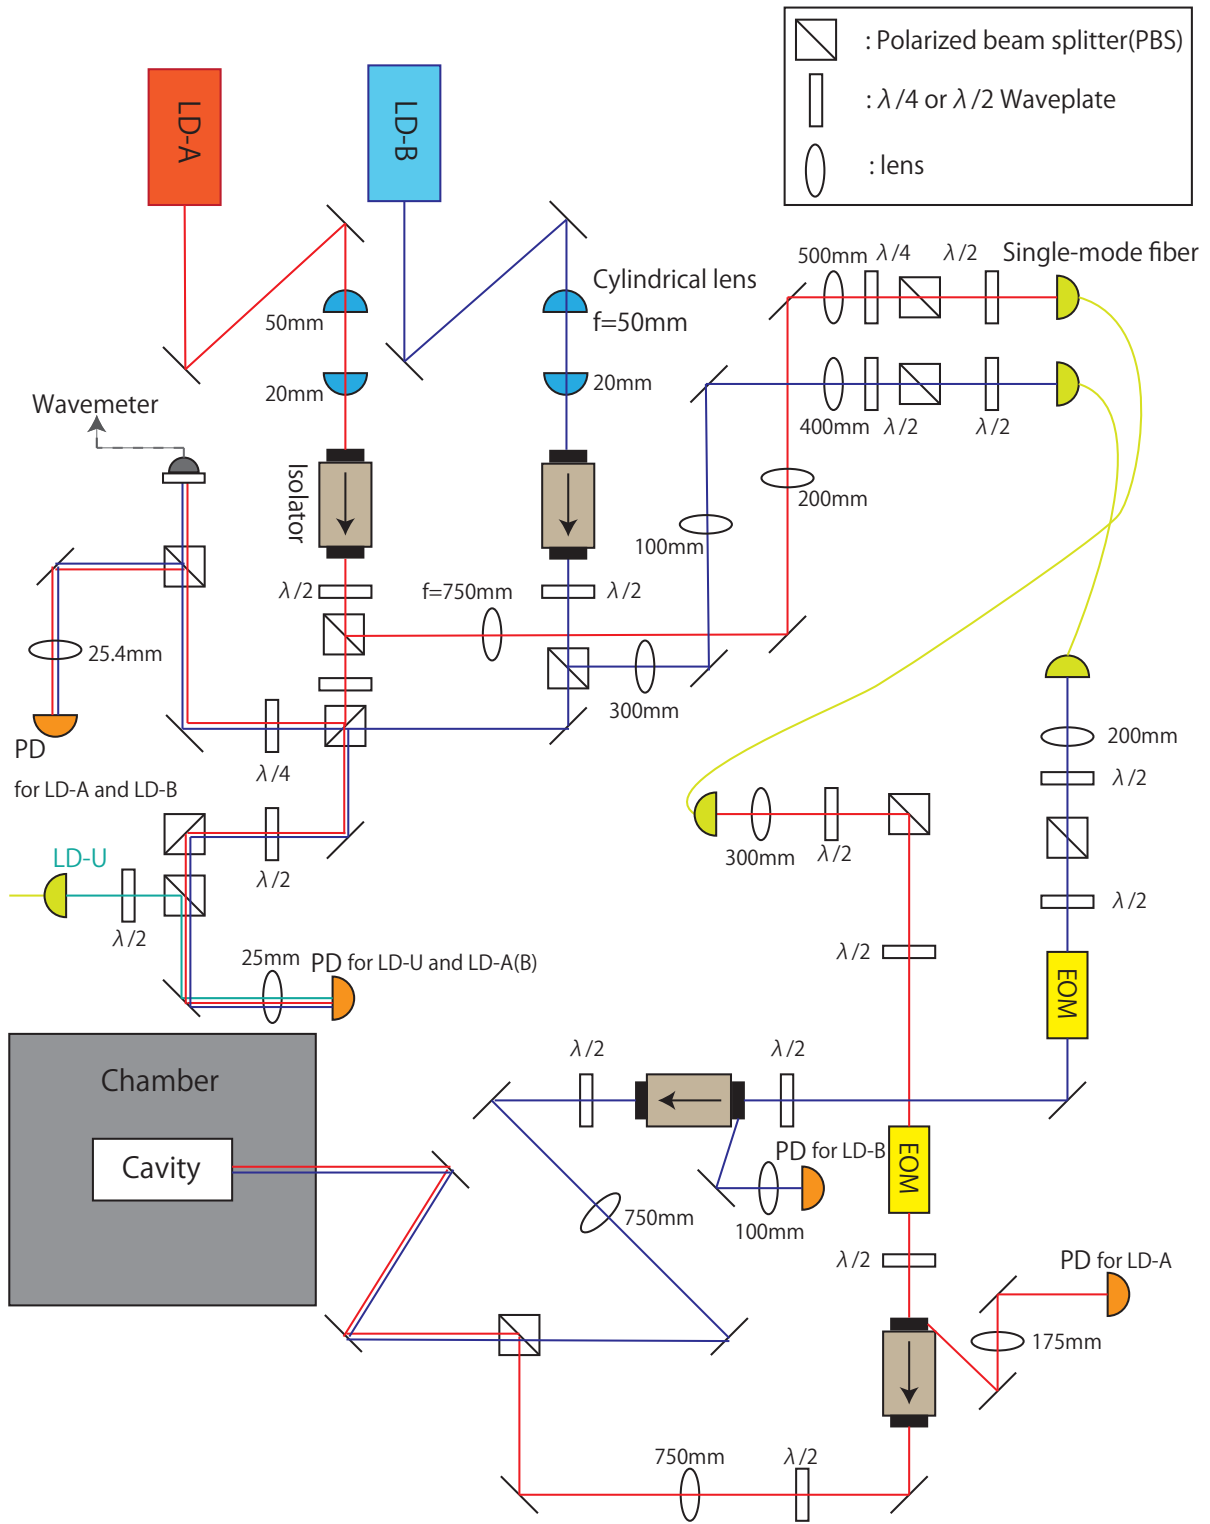 : Polarized beam splitter(PBS)
: λ/4 or λ/2 Waveplate
: lens
LD-A
LD-B
Single-mode fiber
500mm
λ/4
λ/2
Cylindrical lens
f=50mm
50mm
20mm
20mm
400mm
λ/2
λ/2
Wavemeter
Isolator
200mm
100mm
λ/2
f=750mm
λ/2
25.4mm
300mm
PD
for LD-A and LD-B
λ/4
200mm
λ/2
LD-U
λ/2
λ/2
300mm
λ/2
λ/2
25mm
PD for LD-U and LD-A(B)
λ/2
EOM
Chamber
Cavity
λ/2
λ/2
PD for LD-B
EOM
750mm
100mm
λ/2
PD for LD-A
175mm
750mm
λ/2